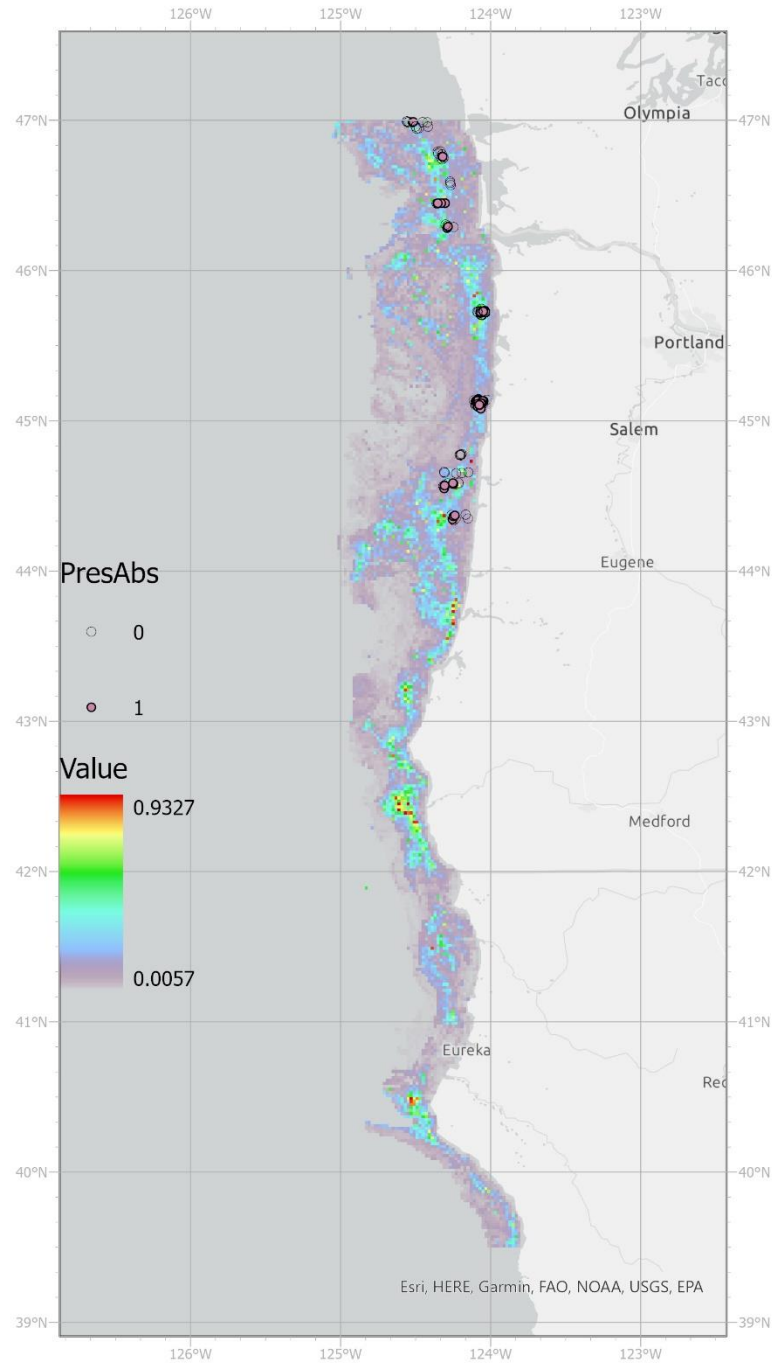 126°W 125°W 124°W 123°W
Tacc
47°N Olympia 47°N
46°N 46°N
Portland
45°N Salem 45°N
44°N Eugene 44°N
PresAbs
0
1
43°N 43°N
Value
0.9327
Medford
42°N 42°N
0.0057
41°N 41°N
Eureka
Rec
40°N 40°N
Esri, HERE, Garmin, FAO, NOAA, USGS, EPA
39°N 39°N
126°W 125°W 124°W 123°W